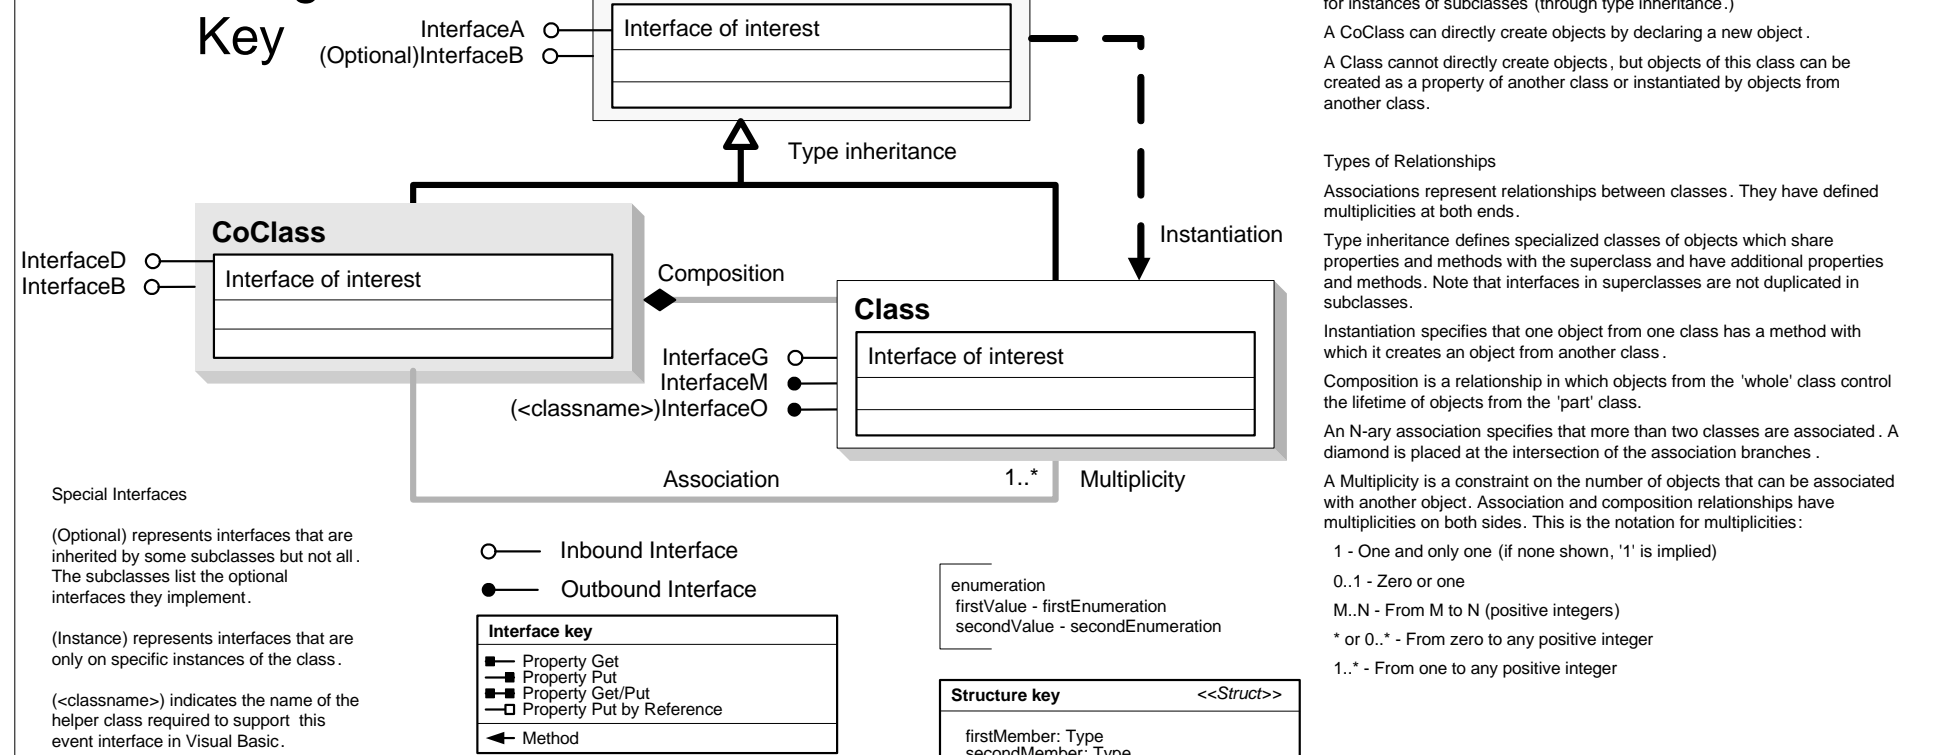 Key
InterfaceA
(Optional)InterfaceB
Interface of interest
Type inheritance
CoClass
InterfaceD
InterfaceB
Interface of interest
Composition
Instantiation
Class
InterfaceG
InterfaceM
(<classname>)InterfaceO
Interface of interest
Association
1..*
Multiplicity
Special Interfaces
(Optional) represents interfaces that are
inherited by some subclasses but not all.
The subclasses list the optional
interfaces they implement.
(Instance) represents interfaces that are
only on specific instances of the class.
(<classname>) indicates the name of the
helper class required to support this
event interface in Visual Basic.
Inbound Interface
Outbound Interface
Interface key
Property Get
Property Put
Property Get/Put
Property Put by Reference
Method
enumeration
firstValue - firstEnumeration
secondValue - secondEnumeration
Structure key <<Struct>>
firstMember: Type
secondMember: Type
for instances of subclasses (through type inheritance.)
A CoClass can directly create objects by declaring a new object.
A Class cannot directly create objects, but objects of this class can be
created as a property of another class or instantiated by objects from
another class.
Types of Relationships
Associations represent relationships between classes. They have defined
multiplicities at both ends.
Type inheritance defines specialized classes of objects which share
properties and methods with the superclass and have additional properties
and methods. Note that interfaces in superclasses are not duplicated in
subclasses.
Instantiation specifies that one object from one class has a method with
which it creates an object from another class.
Composition is a relationship in which objects from the 'whole' class control
the lifetime of objects from the 'part' class.
An N-ary association specifies that more than two classes are associated. A
diamond is placed at the intersection of the association branches.
A Multiplicity is a constraint on the number of objects that can be associated
with another object. Association and composition relationships have
multiplicities on both sides. This is the notation for multiplicities:
1 - One and only one (if none shown, '1' is implied)
0..1 - Zero or one
M..N - From M to N (positive integers)
* or 0..* - From zero to any positive integer
1..* - From one to any positive integer